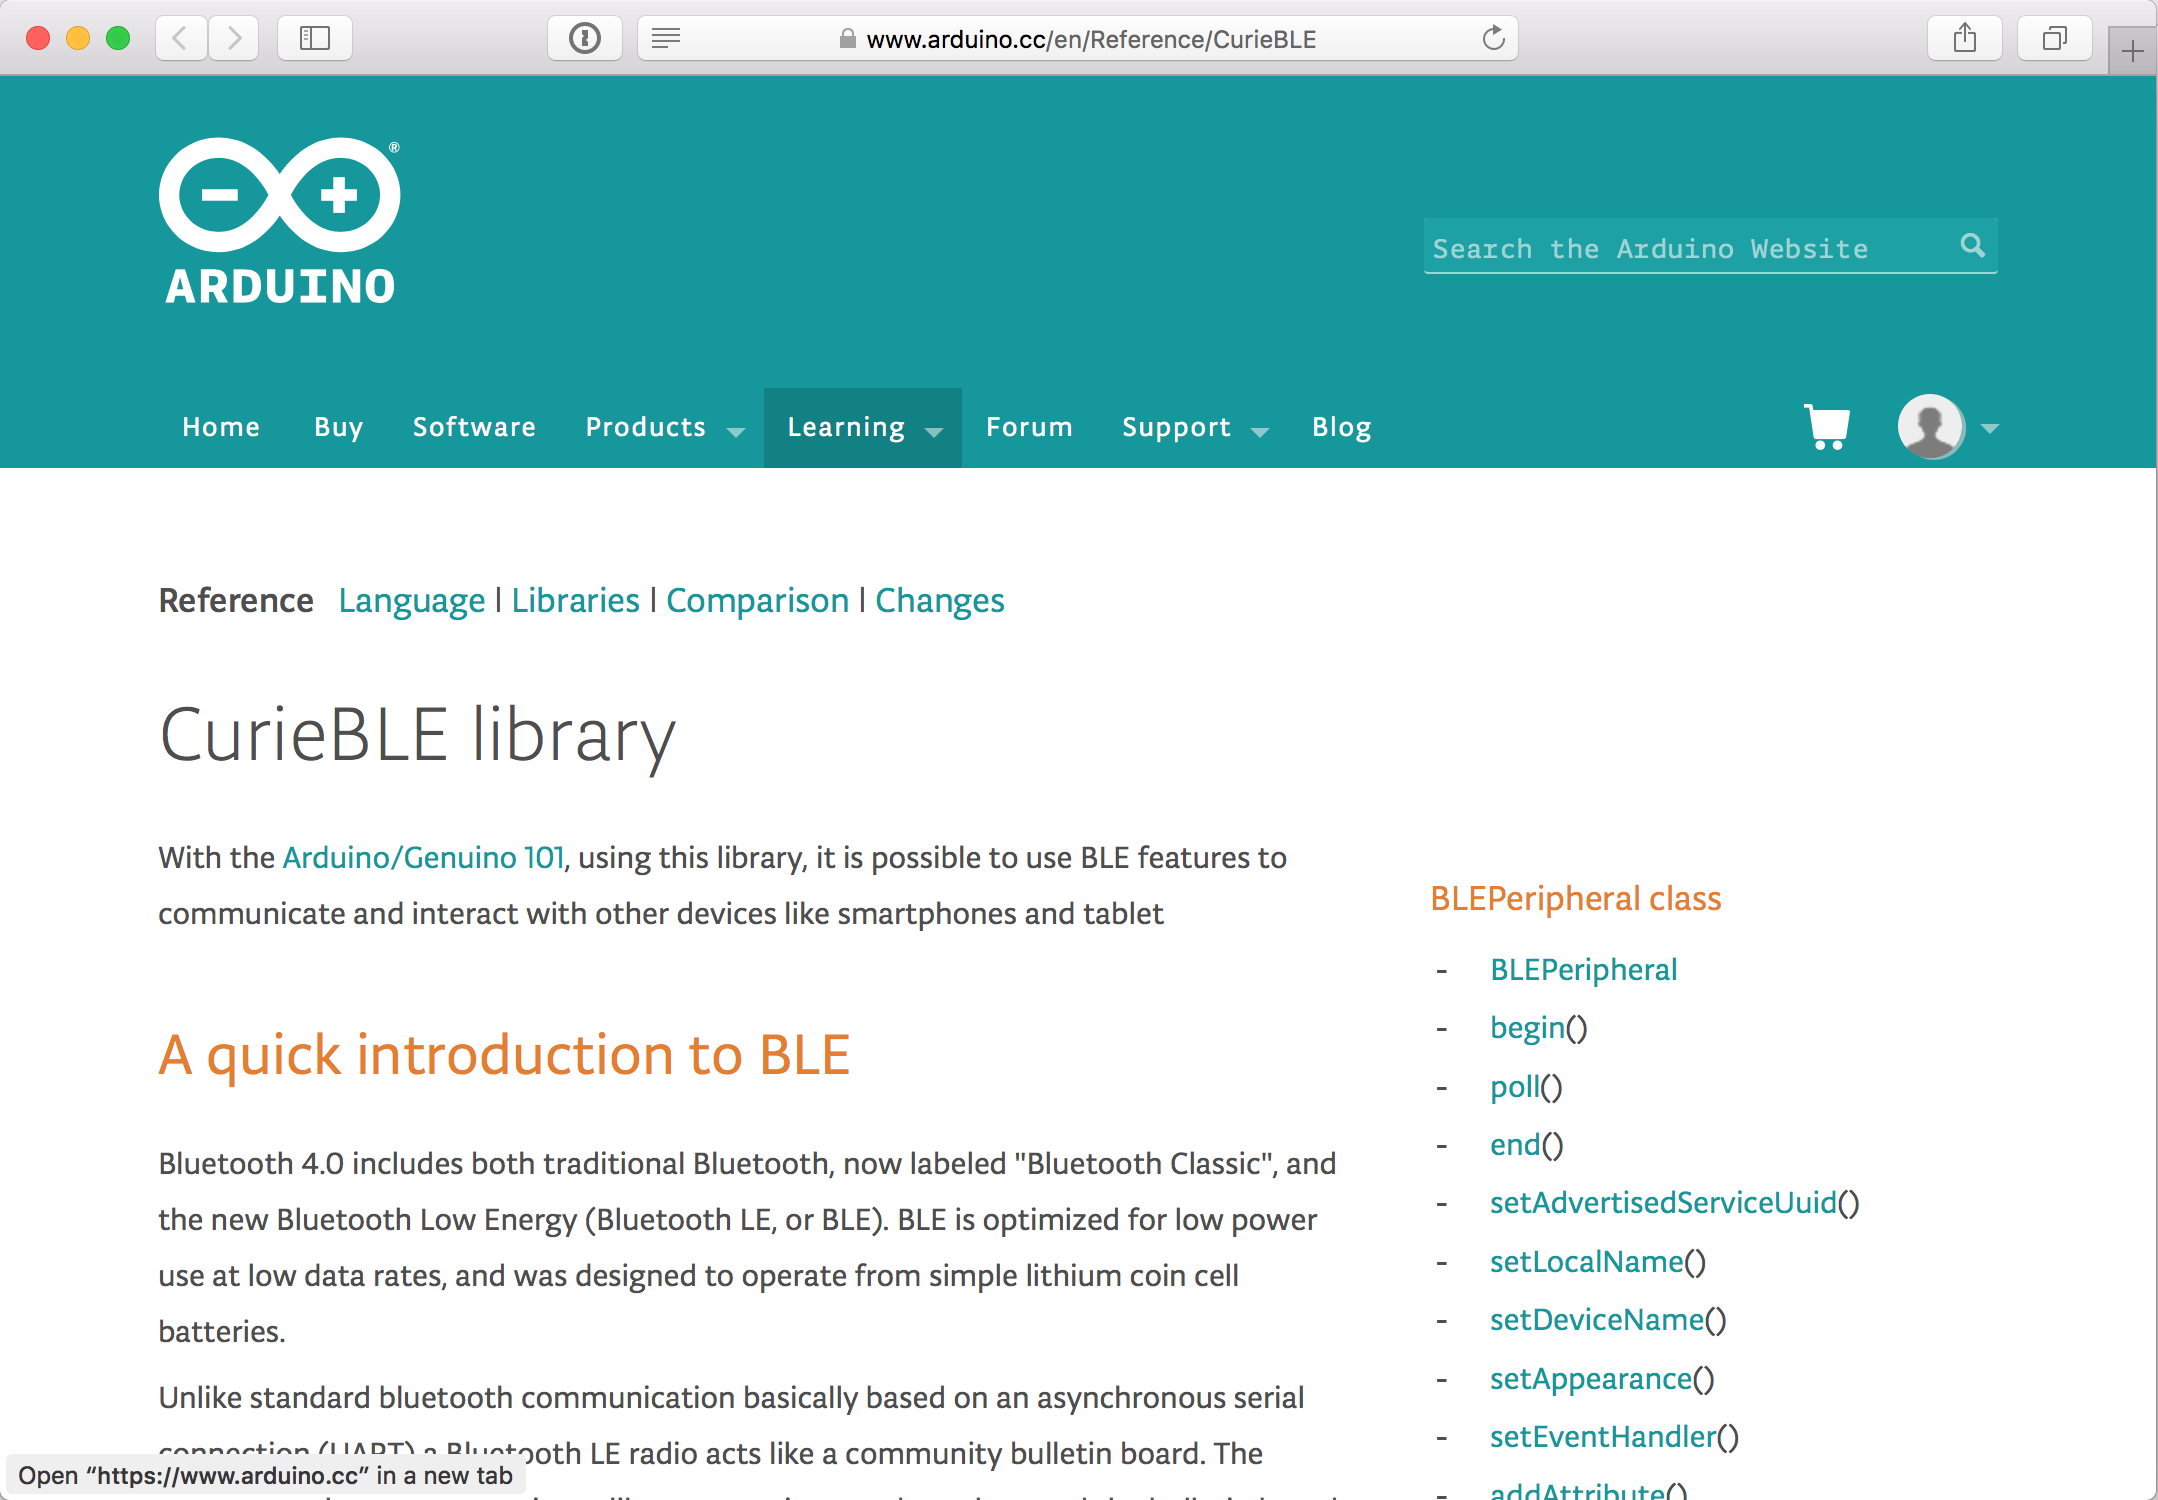 www.arduino.cc/en/Reference/CurieBLE
®
ARDUINO
Search the Arduino Website
Home Buy Software Products Learning Forum Support Blog
Reference Language | Libraries | Comparison | Changes
CurieBLE library
With the Arduino/Genuino 101, using this library, it is possible to use BLE features to
communicate and interact with other devices like smartphones and tablet
A quick introduction to BLE
Bluetooth 4.0 includes both traditional Bluetooth, now labeled "Bluetooth Classic", and
the new Bluetooth Low Energy (Bluetooth LE, or BLE). BLE is optimized for low power
use at low data rates, and was designed to operate from simple lithium coin cell
batteries.
Unlike standard bluetooth communication basically based on an asynchronous serial
connection (UART) a Bluetooth LE radio acts like a community bulletin board. The
BLEPeripheral class
- BLEPeripheral
- begin()
- poll()
- end()
- setAdvertisedServiceUuid()
- setLocalName()
- setDeviceName()
- setAppearance()
- setEventHandler()
- addAttribute()
Open “https://www.arduino.cc” in a new tab